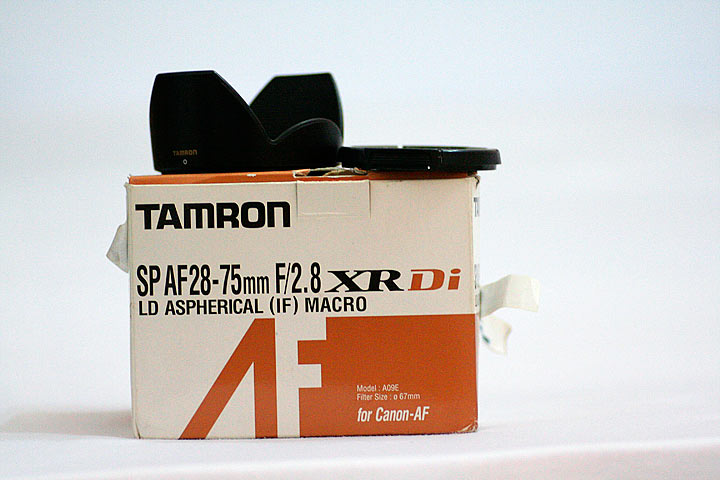 TAMRON
TAMRON
SP AF28-75mm F/2.8 XR Di
LD ASPHERICAL (IF) MACRO
AF
Model : A09E
Filter Size : ø 67mm
for Canon-AF